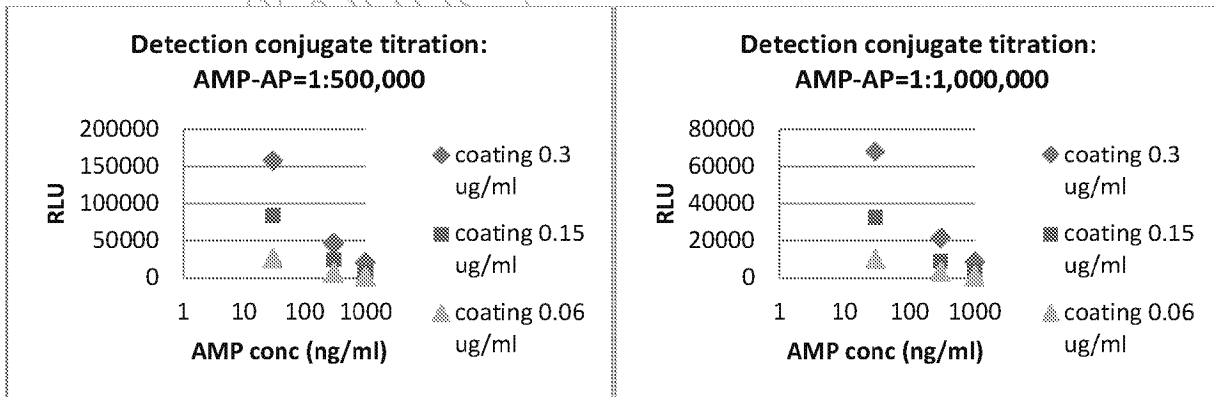 Detection conjugate titration:
AMP-AP=1:500,000
200000
150000
100000
50000
0
RLU
1 10 100 1000
AMP conc (ng/ml)
coating 0.3
ug/ml
coating 0.15
ug/ml
coating 0.06
ug/ml
Detection conjugate titration:
AMP-AP=1:1,000,000
80000
60000
40000
20000
0
RLU
1 10 100 1000
AMP conc (ng/ml)
coating 0.3
ug/ml
coating 0.15
ug/ml
coating 0.06
ug/ml